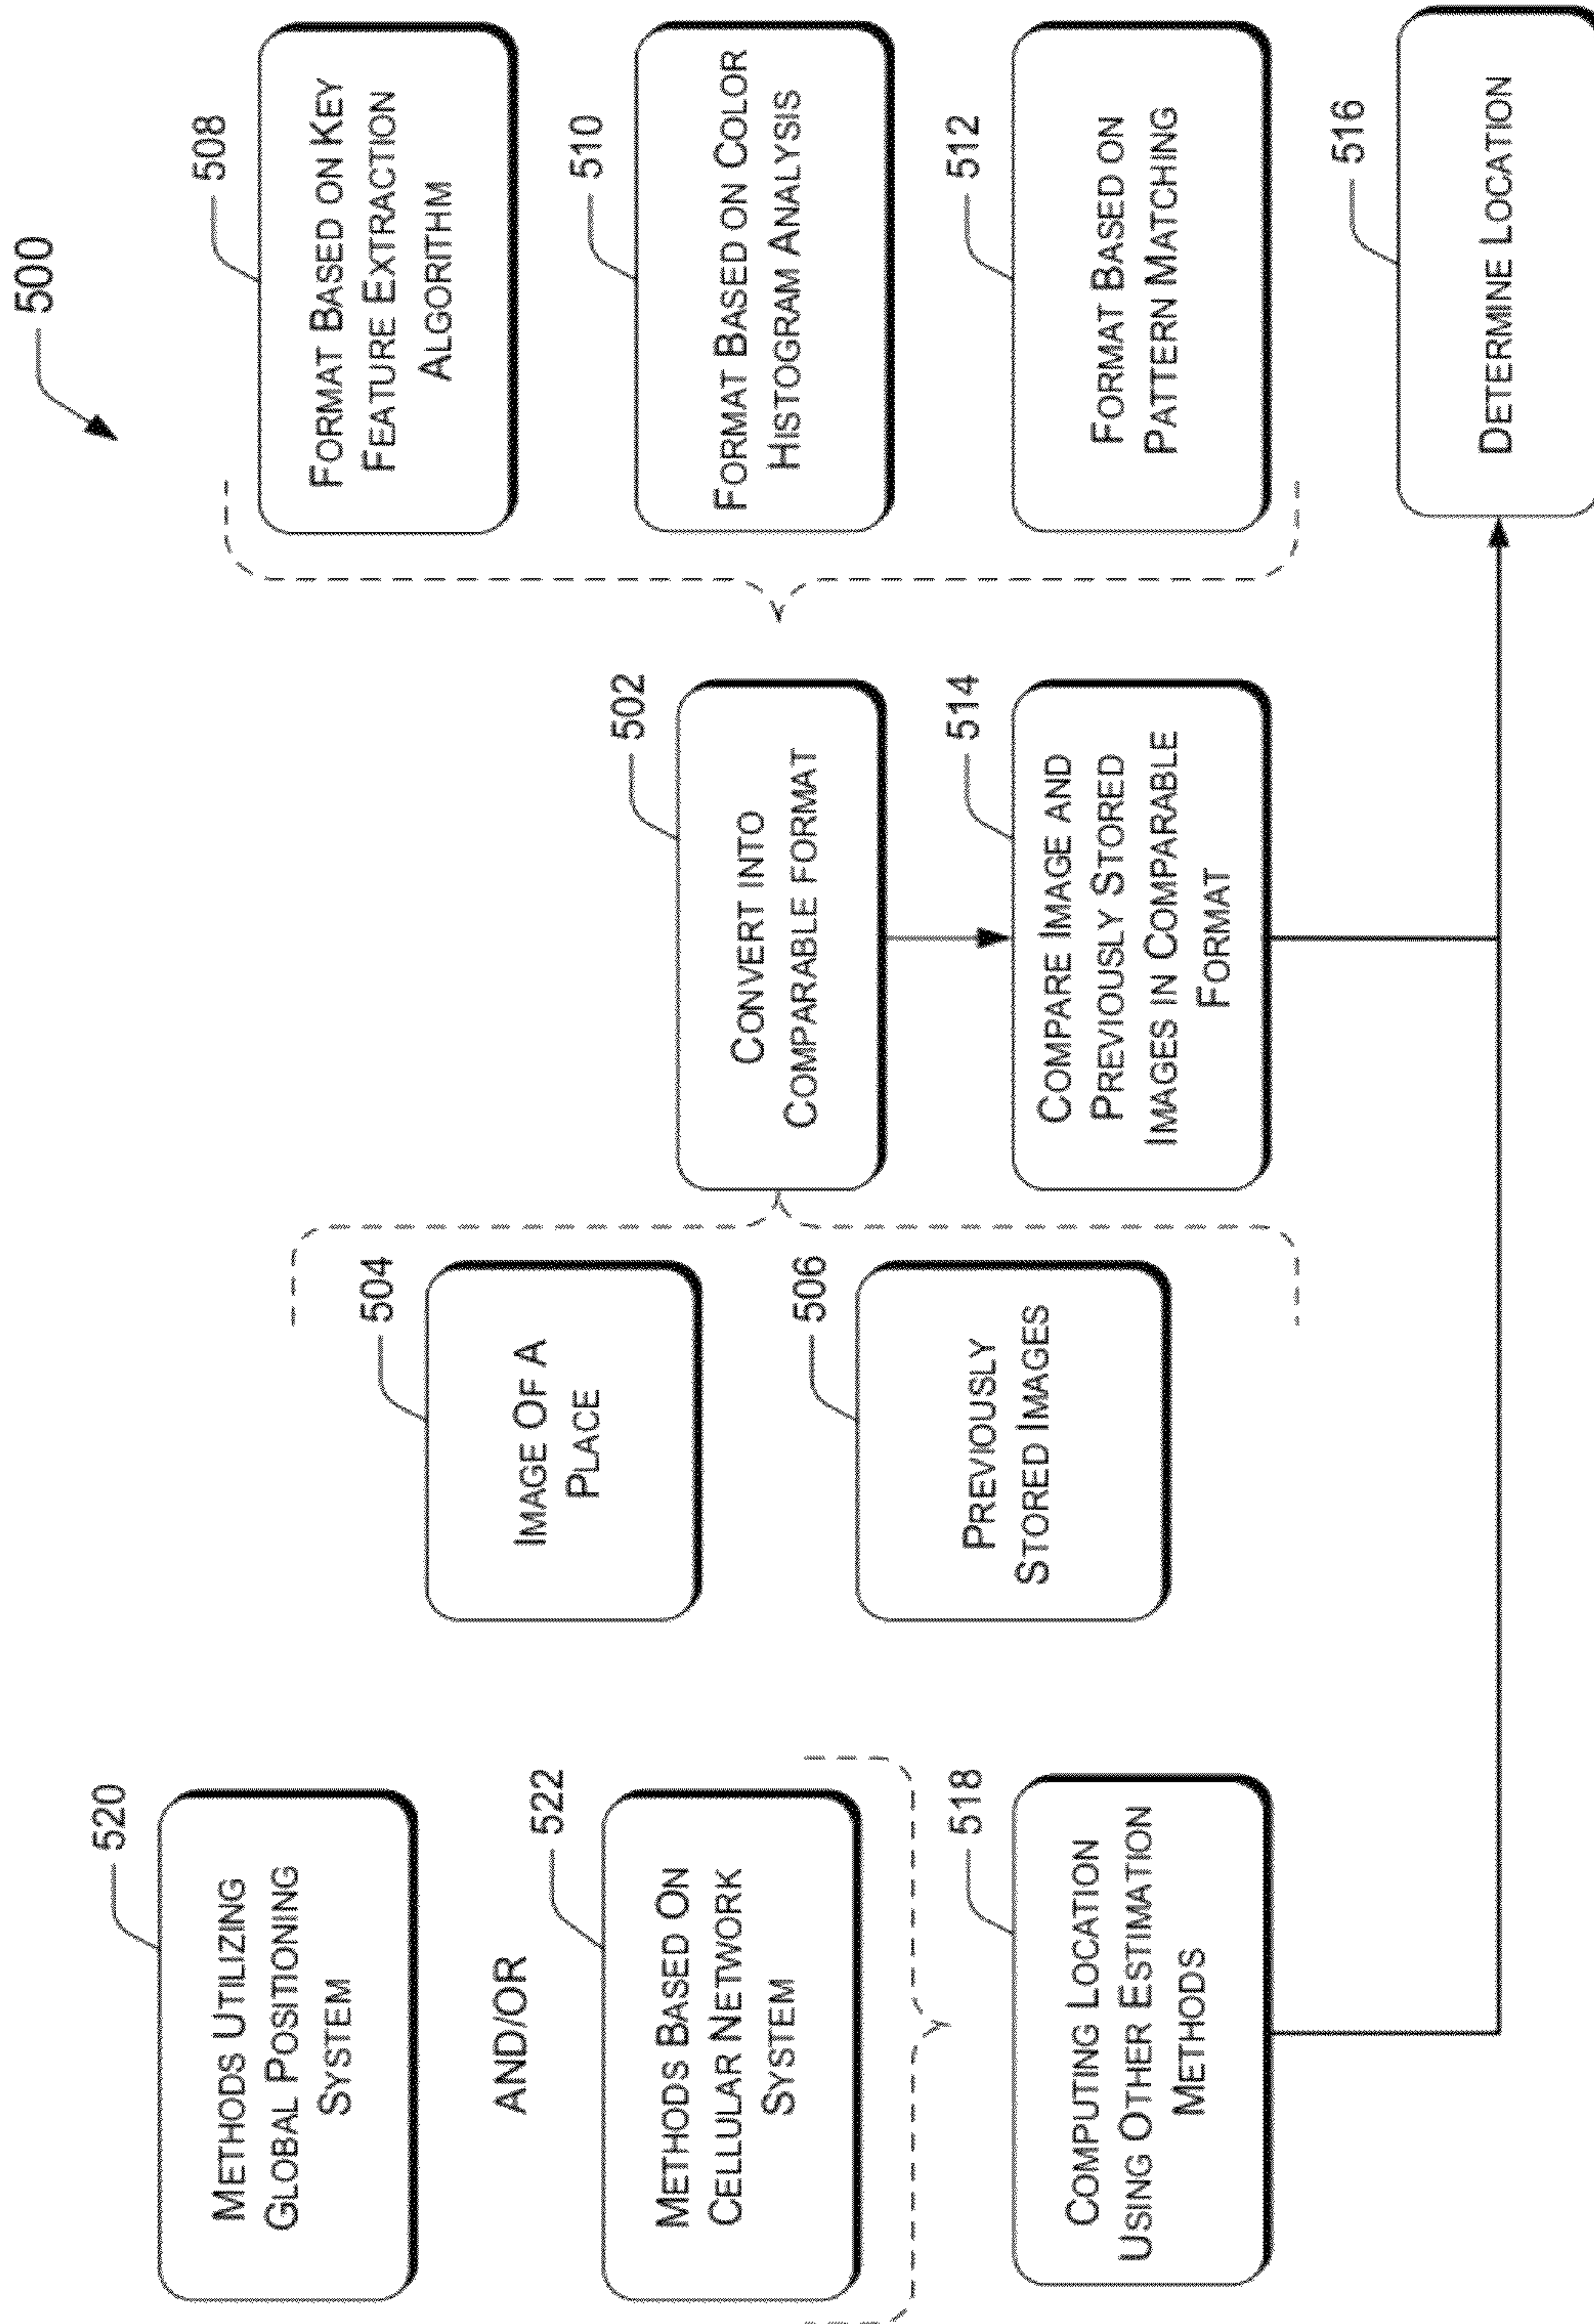 500
520
METHODS UTILIZING
GLOBAL POSITIONING
SYSTEM
AND/OR
522
METHODS BASED ON
CELLULAR NETWORK
SYSTEM
518
COMPUTING LOCATION
USING OTHER ESTIMATION
METHODS
504
IMAGE OF A
PLACE
506
PREVIOUSLY
STORED IMAGES
502
CONVERT INTO
COMPARABLE FORMAT
514
COMPARE IMAGE AND
PREVIOUSLY STORED
IMAGES IN COMPARABLE
FORMAT
508
FORMAT BASED ON KEY
FEATURE EXTRACTION
ALGORITHM
510
FORMAT BASED ON COLOR
HISTOGRAM ANALYSIS
512
FORMAT BASED ON
PATTERN MATCHING
516
DETERMINE LOCATION